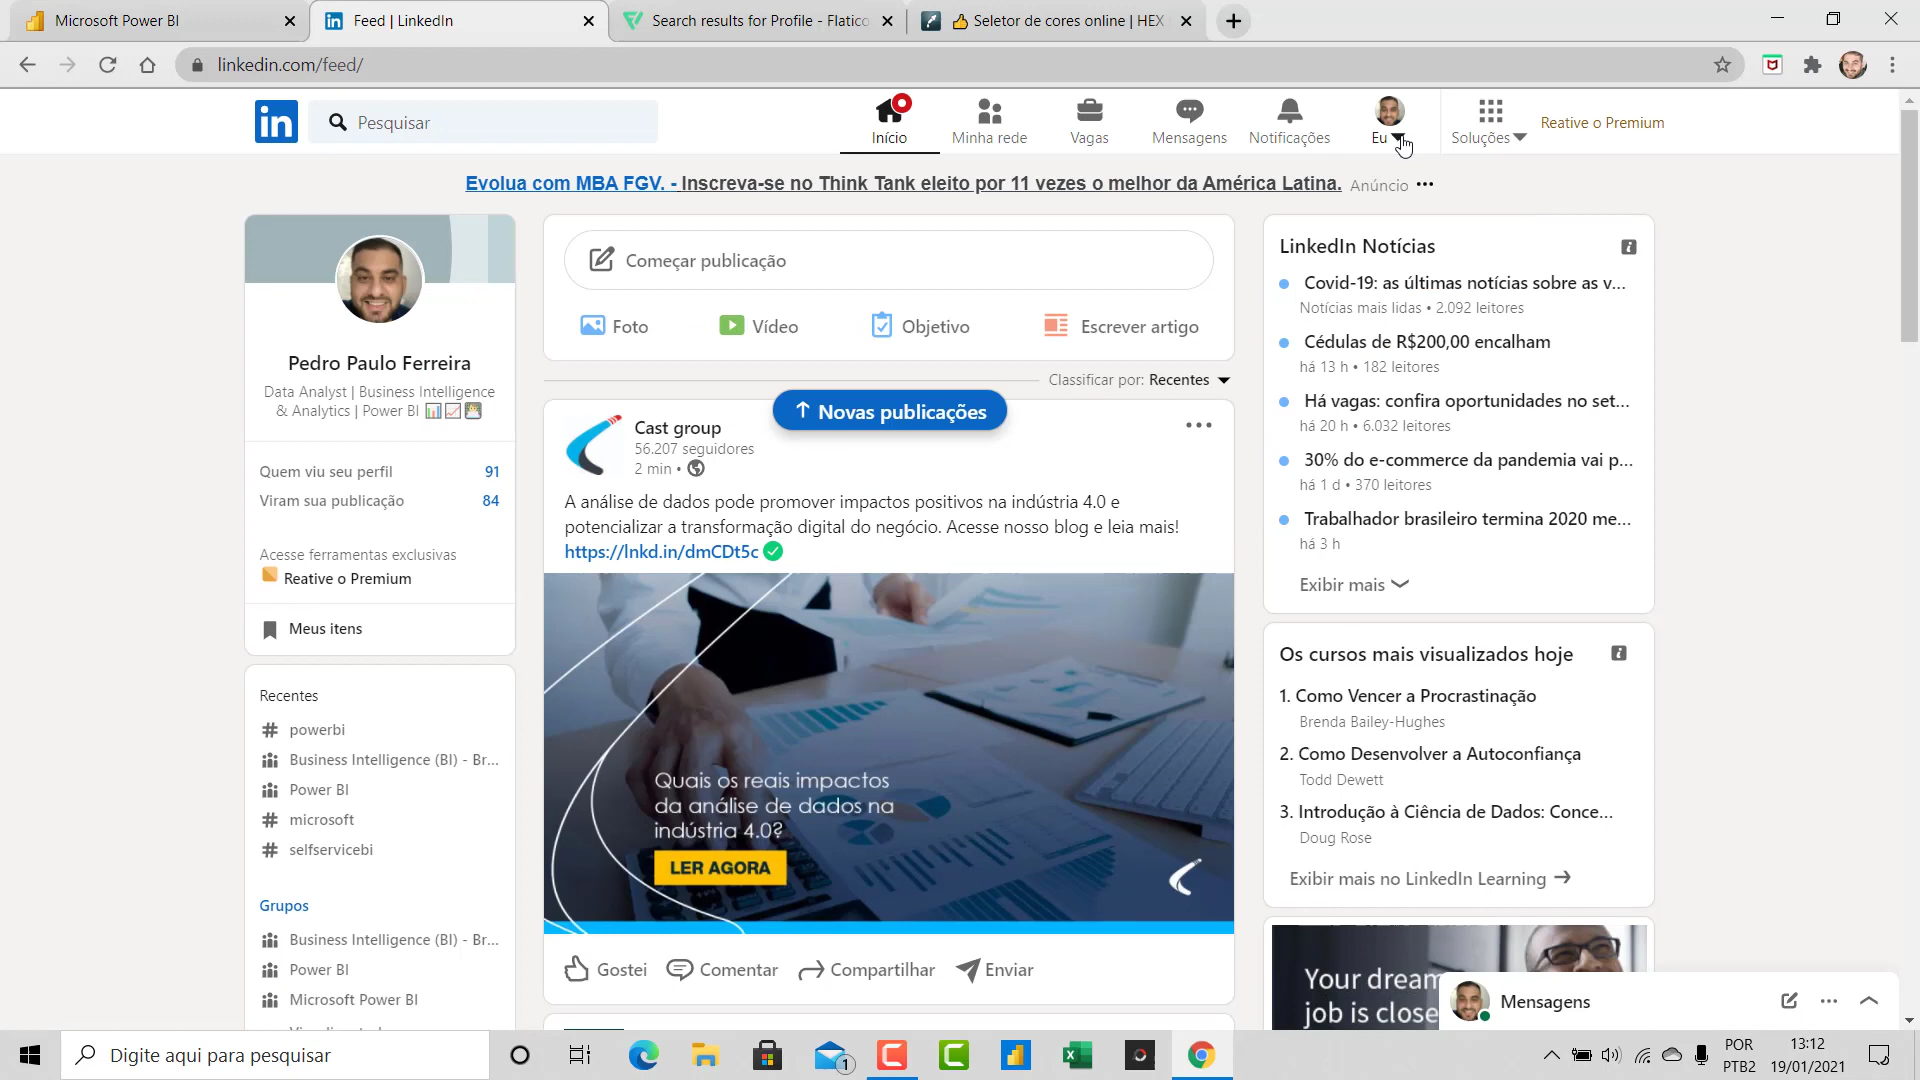 Microsoft Power BI
Feed | LinkedIn
Search results for Profile - Flatico
👍 Seletor de cores online | HEX
linkedin.com/feed/
in
Pesquisar
Início
Minha rede
Vagas
Mensagens
Notificações
Eu
Soluções
Reative o Premium
Evolua com MBA FGV. - Inscreva-se no Think Tank eleito por 11 vezes o melhor da América Latina. Anúncio •••
Pedro Paulo Ferreira
Data Analyst | Business Intelligence
& Analytics | Power BI 📊📈👨‍💻
Quem viu seu perfil 91
Viram sua publicação 84
Acesse ferramentas exclusivas
Reative o Premium
Meus itens
Recentes
# powerbi
Business Intelligence (BI) - Br...
Power BI
# microsoft
# selfservicebi
Grupos
Business Intelligence (BI) - Br...
Power BI
Microsoft Power BI
Começar publicação
Foto
Vídeo
Objetivo
Escrever artigo
Classificar por: Recentes
↑ Novas publicações
Cast group
56.207 seguidores
2 min •
A análise de dados pode promover impactos positivos na indústria 4.0 e
potencializar a transformação digital do negócio. Acesse nosso blog e leia mais!
https://lnkd.in/dmCDt5c ✅
Quais os reais impactos
da análise de dados na
indústria 4.0?
LER AGORA
Gostei
Comentar
Compartilhar
Enviar
LinkedIn Notícias
Covid-19: as últimas notícias sobre as v...
Notícias mais lidas • 2.092 leitores
Cédulas de R$200,00 encalham
há 13 h • 182 leitores
Há vagas: confira oportunidades no set...
há 20 h • 6.032 leitores
30% do e-commerce da pandemia vai p...
há 1 d • 370 leitores
Trabalhador brasileiro termina 2020 me...
há 3 h
Exibir mais
Os cursos mais visualizados hoje
1. Como Vencer a Procrastinação
Brenda Bailey-Hughes
2. Como Desenvolver a Autoconfiança
Todd Dewett
3. Introdução à Ciência de Dados: Conce...
Doug Rose
Exibir mais no LinkedIn Learning →
Your dream
job is close
Mensagens
Digite aqui para pesquisar
1
POR
PTB2
13:12
19/01/2021